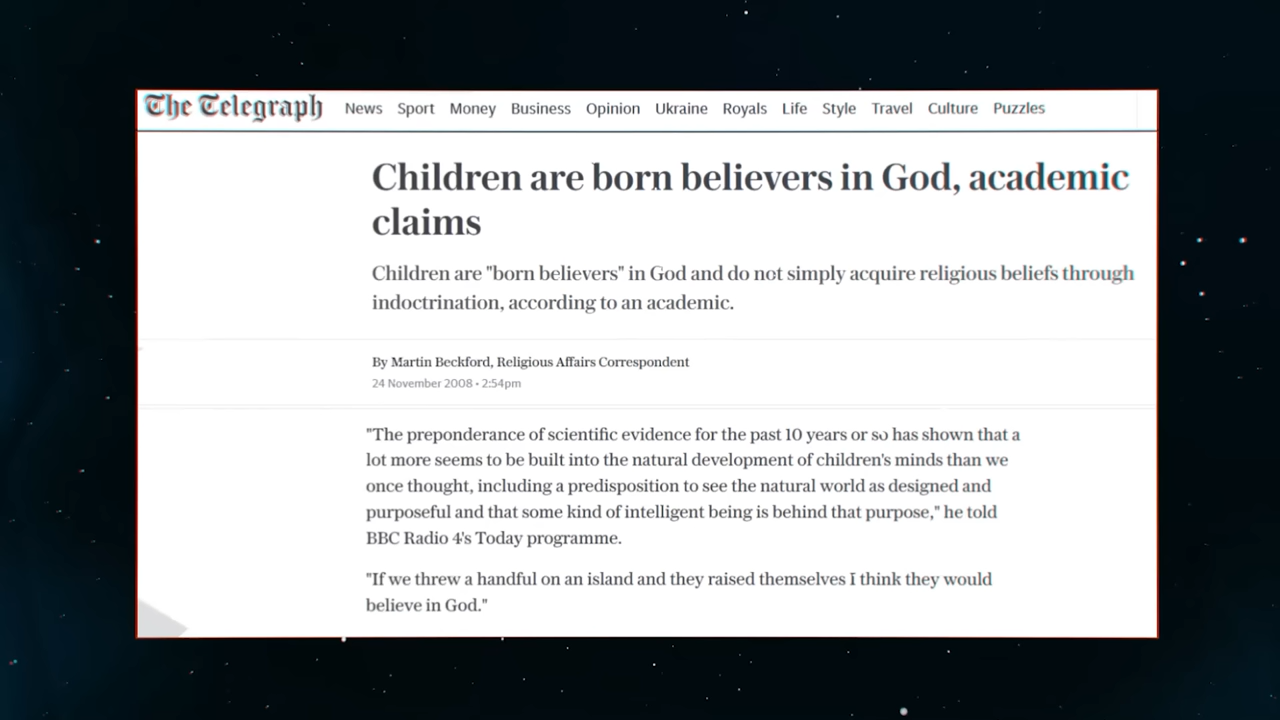 The Telegraph News Sport Money Business Opinion Ukraine Royals Life Style Travel Culture Puzzles
Children are born believers in God, academic
claims
Children are "born believers" in God and do not simply acquire religious beliefs through
indoctrination, according to an academic.
By Martin Beckford, Religious Affairs Correspondent
24 November 2008 • 2:54pm
"The preponderance of scientific evidence for the past 10 years or so has shown that a
lot more seems to be built into the natural development of children's minds than we
once thought, including a predisposition to see the natural world as designed and
purposeful and that some kind of intelligent being is behind that purpose," he told
BBC Radio 4's Today programme.
"If we threw a handful on an island and they raised themselves I think they would
believe in God."